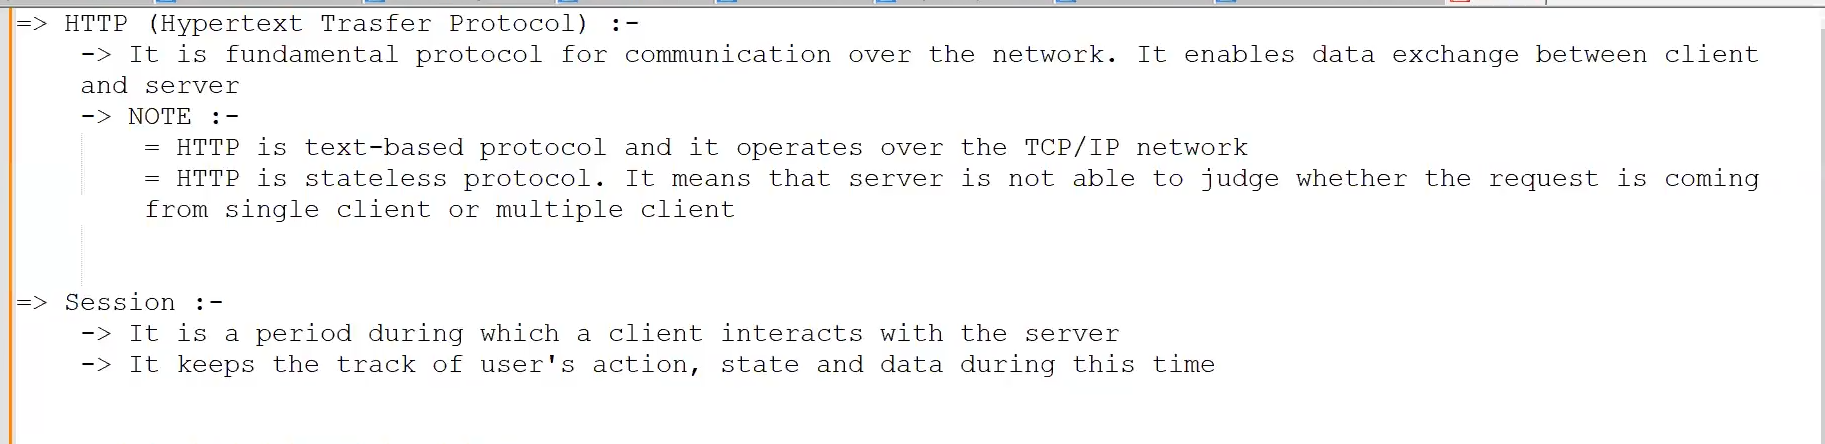 => HTTP (Hypertext Trasfer Protocol) :-
-> It is fundamental protocol for communication over the network. It enables data exchange between client
and server
-> NOTE :-
= HTTP is text-based protocol and it operates over the TCP/IP network
= HTTP is stateless protocol. It means that server is not able to judge whether the request is coming
from single client or multiple client
=> Session :-
-> It is a period during which a client interacts with the server
-> It keeps the track of user's action, state and data during this time